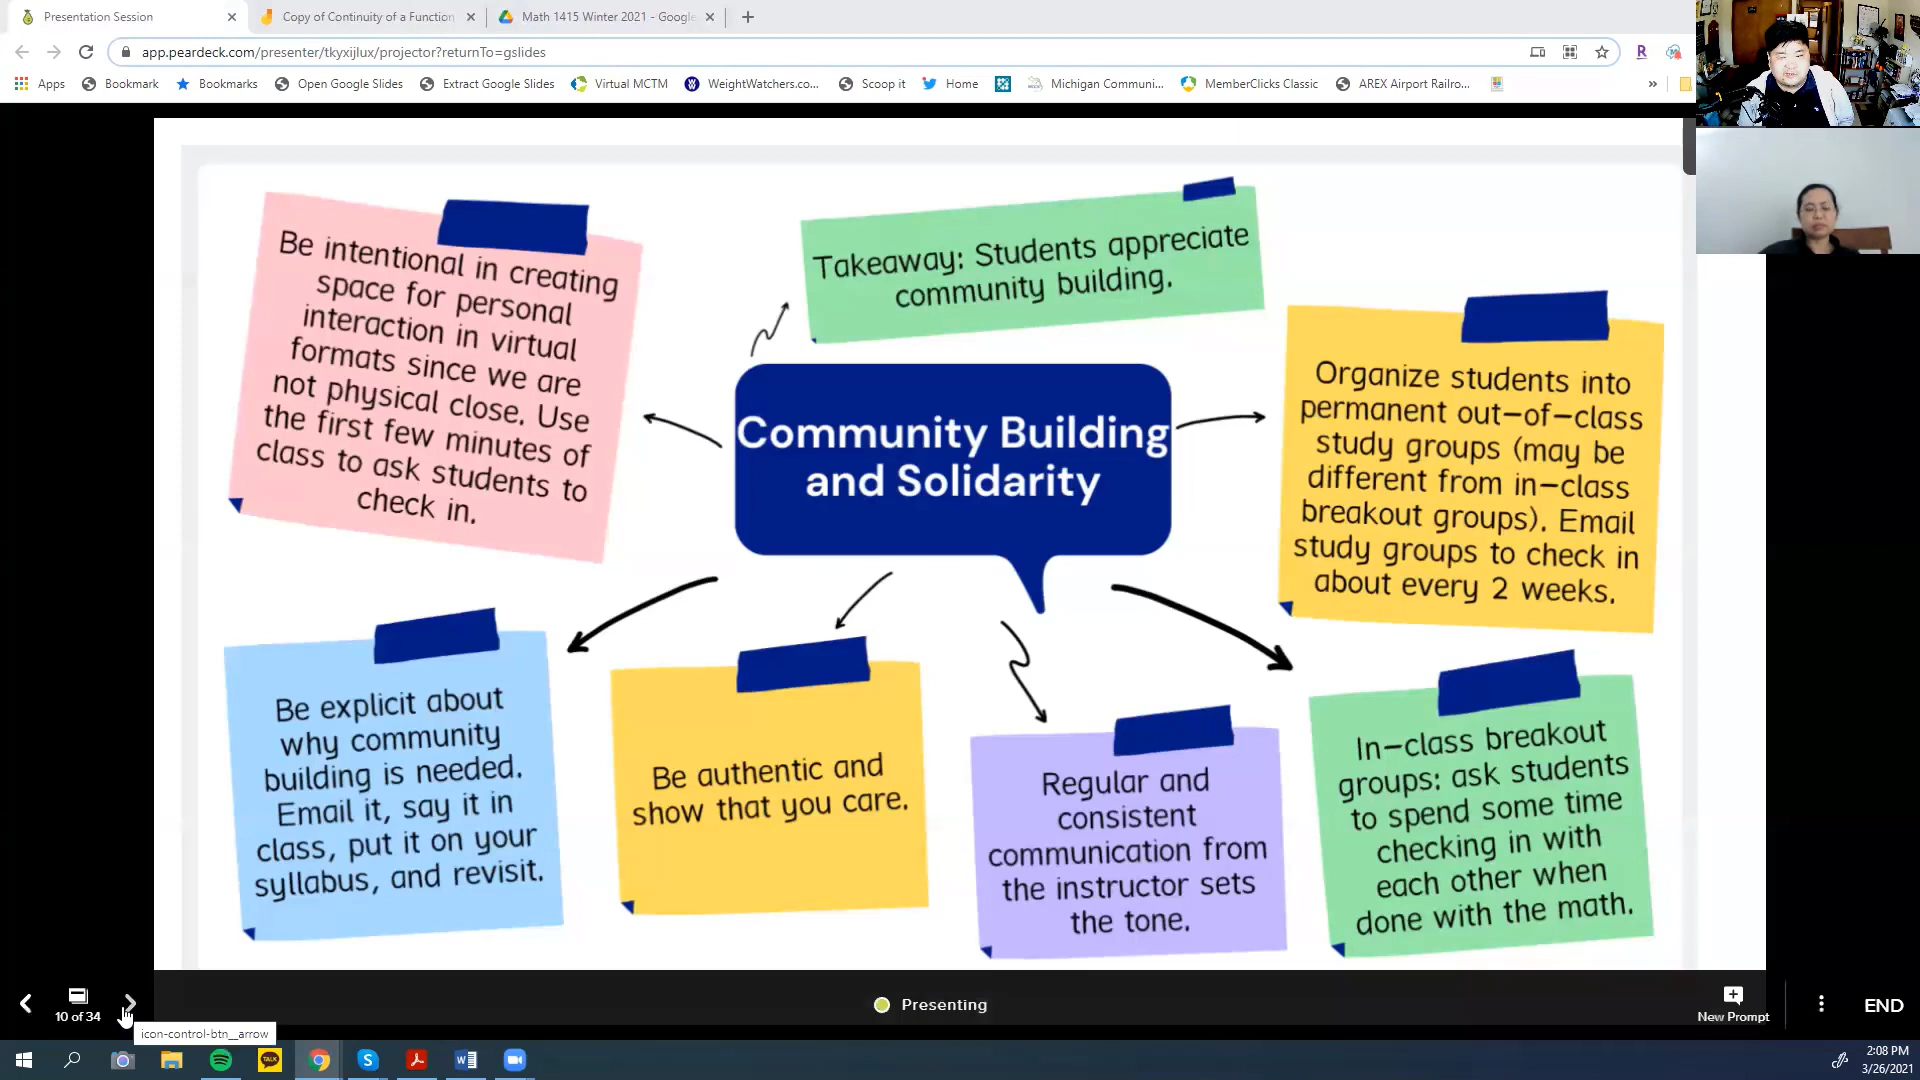 Presentation Session
Copy of Continuity of a Function
Math 1415 Winter 2021 - Google
app.peardeck.com/presenter/tkyxijlux/projector?returnTo=gslides
R
Apps
Bookmark
Bookmarks
Open Google Slides
Extract Google Slides
Virtual MCTM
WeightWatchers.co...
Scoop it
Home
Michigan Communi...
MemberClicks Classic
AREX Airport Railro...
»
Be intentional in creating
space for personal
interaction in virtual
formats since we are
not physical close. Use
the first few minutes of
class to ask students to
check in.
Takeaway: Students appreciate
community building.
Community Building
and Solidarity
Organize students into
permanent out-of-class
study groups (may be
different from in-class
breakout groups). Email
study groups to check in
about every 2 weeks.
Be explicit about
why community
building is needed.
Email it, say it in
class, put it on your
syllabus, and revisit.
Be authentic and
show that you care.
Regular and
consistent
communication from
the instructor sets
the tone.
In-class breakout
groups: ask students
to spend some time
checking in with
each other when
done with the math.
10 of 34
icon-control-btn__arrow
Presenting
New Prompt
END
TALK
2:08 PM
3/26/2021